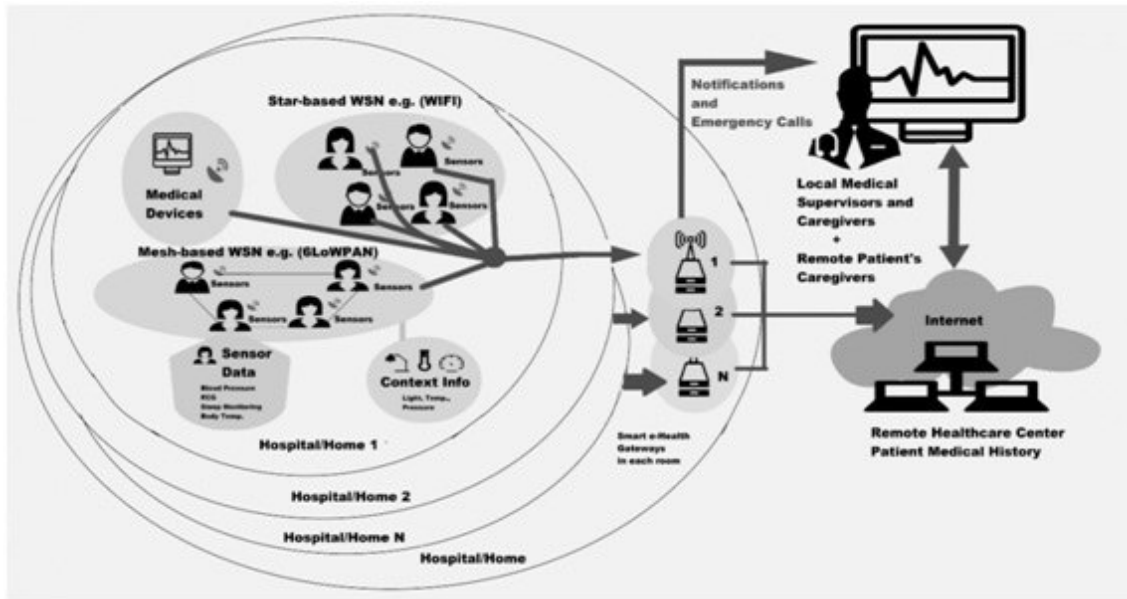 Star-based WSN e.g. (WIFI)
Sensors
Sensors
Sensors
Sensors
Medical
Devices
Mesh-based WSN e.g. (6LoWPAN)
Sensors
Sensors
Sensors
Sensors
Sensor
Data
Blood Pressure
ECG
Sleep Monitoring
Body Temp.
Context Info
Light, Temp.,
Pressure
Hospital/Home 1
Hospital/Home 2
Hospital/Home N
Hospital/Home
1
2
N
Smart e-Health
Gateways
in each room
Notifications
and
Emergency Calls
Local Medical
Supervisors and
Caregivers
+
Remote Patient's
Caregivers
Internet
Remote Healthcare Center
Patient Medical History